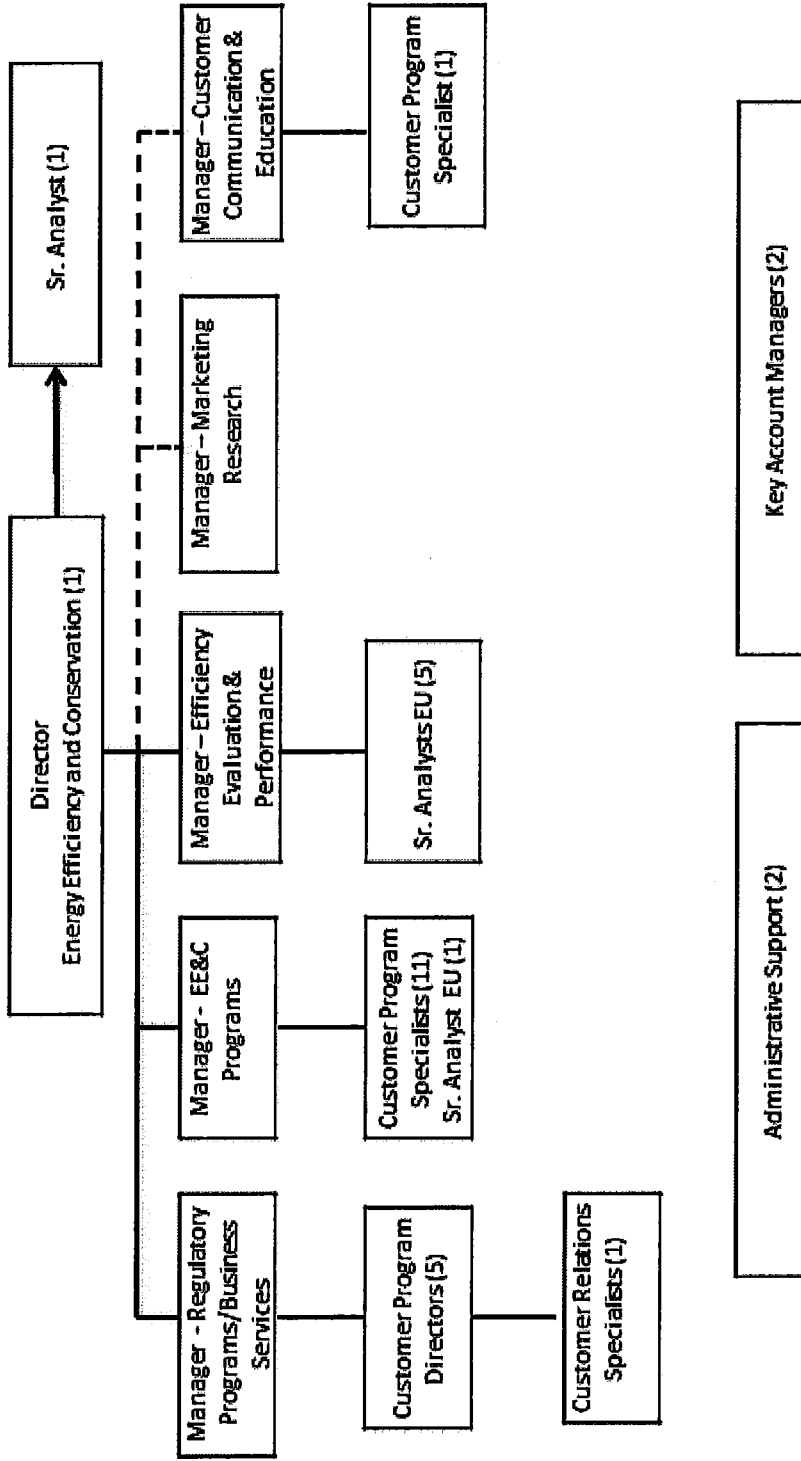 Director
Energy Efficiency and Conservation (1)
Sr. Analyst (1)
Manager - Regulatory
Programs/Business
Services
Manager - EE&C
Programs
Manager – Efficiency
Evaluation &
Performance
Manager – Marketing
Research
Manager – Customer
Communication &
Education
Customer Program
Directors (5)
Customer Program
Specialists (11)
Sr. Analyst EU (1)
Sr. Analysts EU (5)
Customer Program
Specialist (1)
Customer Relations
Specialists (1)
Administrative Support (2)
Key Account Managers (2)